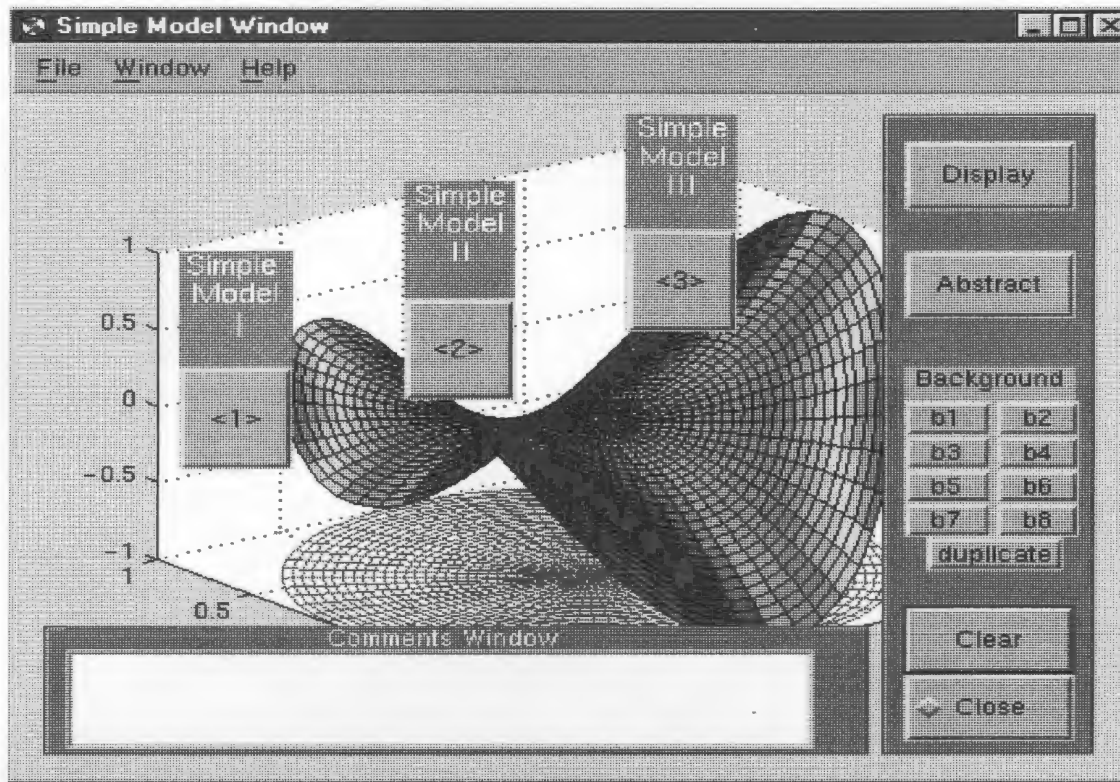 Simple Model Window
File Window Help
Simple
Model
I
<1>
Simple
Model
II
<2>
Simple
Model
III
<3>
1
0.5
0
-0.5
-1
1
0.5
Display
Abstract
Background
b1 b2
b3 b4
b5 b6
b7 b8
duplicate
Clear
Close
Comments Window